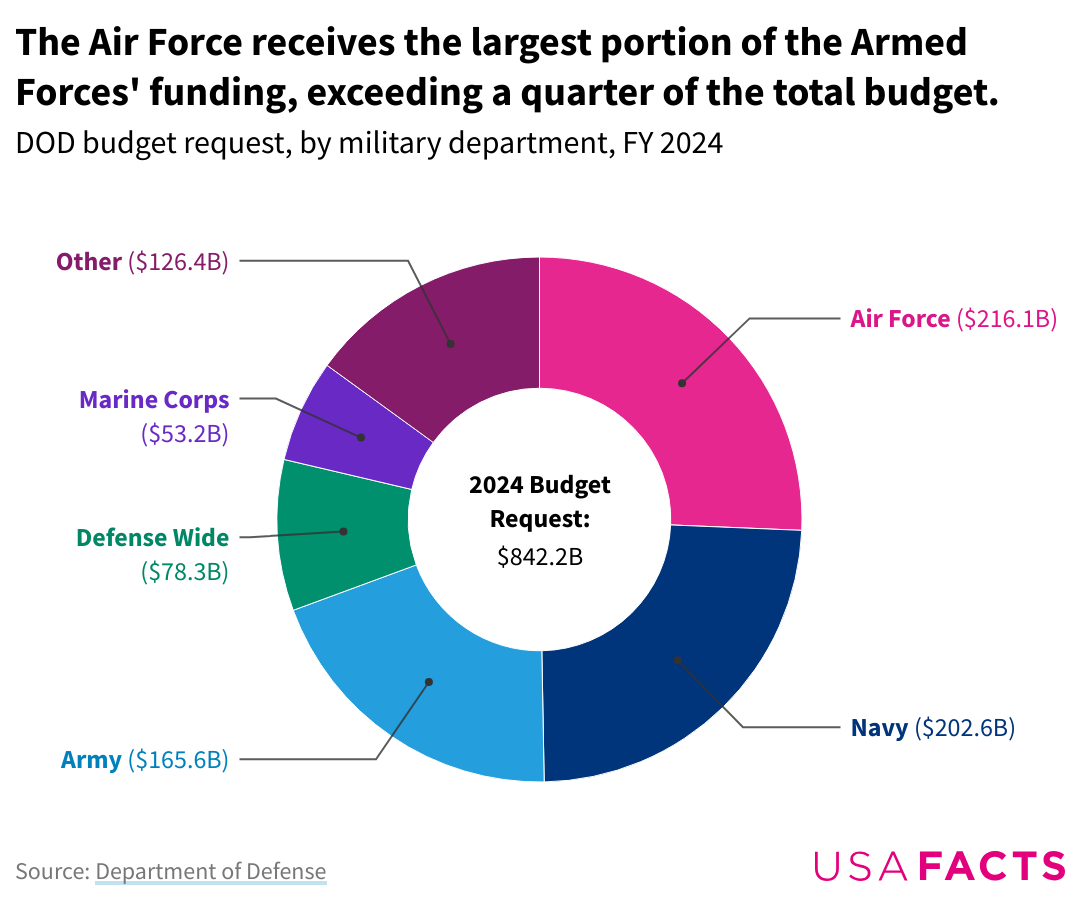 The Air Force receives the largest portion of the Armed
Forces' funding, exceeding a quarter of the total budget.
DOD budget request, by military department, FY 2024
Other ($126.4B)
Air Force ($216.1B)
Marine Corps
($53.2B)
2024 Budget
Request:
$842.2B
Defense Wide
($78.3B)
Navy ($202.6B)
Army ($165.6B)
Source: Department of Defense
USAFACTS